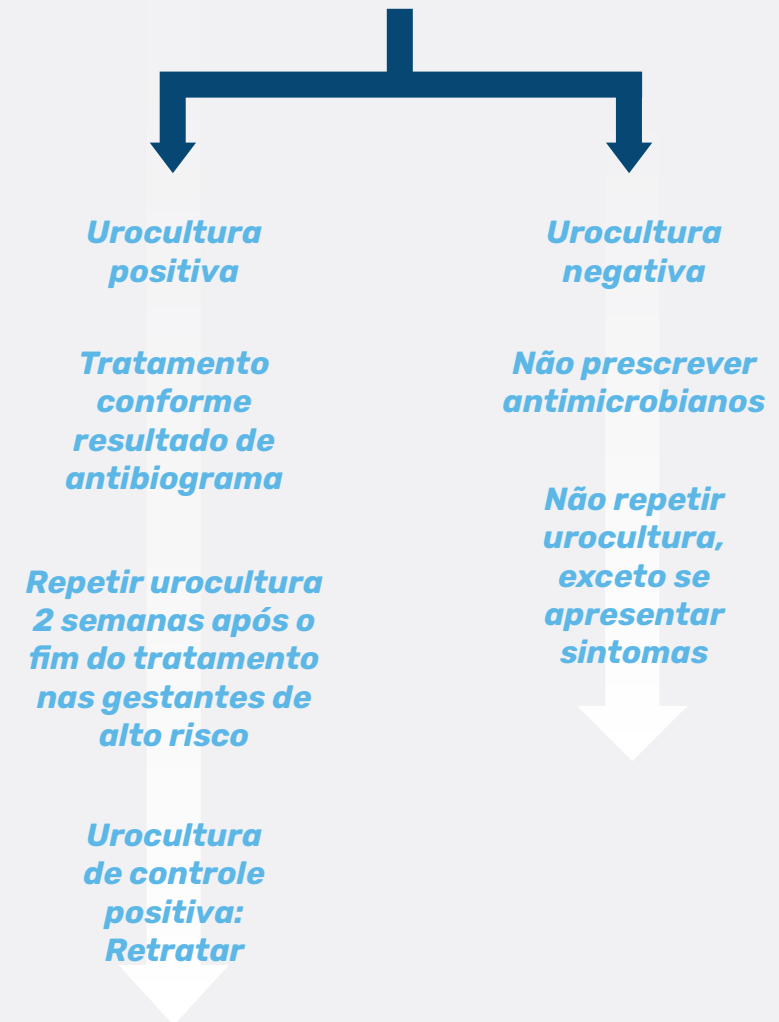 Urocultura
positiva
Tratamento
conforme
resultado de
antibiograma
Repetir urocultura
2 semanas após o
fim do tratamento
nas gestantes de
alto risco
Urocultura
de controle
positiva:
Retratar
Urocultura
negativa
Não prescrever
antimicrobianos
Não repetir
urocultura,
exceto se
apresentar
sintomas